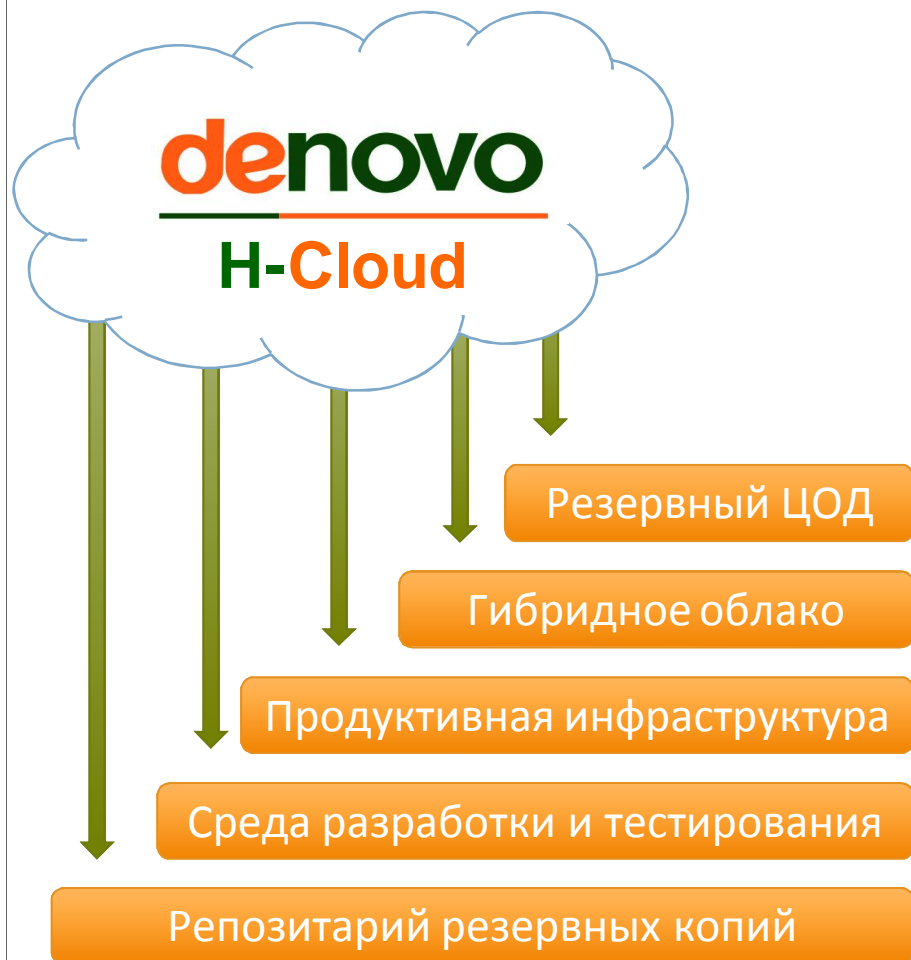 denovo
H-Cloud
Резервный ЦОД
Гибридное облако
Продуктивная инфраструктура
Среда разработки и тестирования
Репозитарий резервных копий